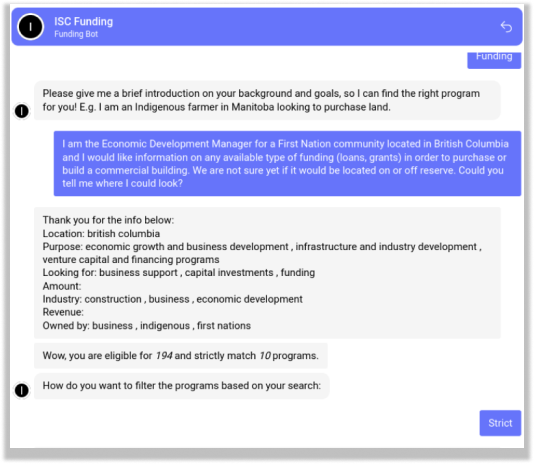 I
ISC Funding
Funding Bot
Funding
Please give me a brief introduction on your background and goals, so I can find the right program
for you! E.g. I am an Indigenous farmer in Manitoba looking to purchase land.
I
I am the Economic Development Manager for a First Nation community located in British Columbia
and I would like information on any available type of funding (loans, grants) in order to purchase or
build a commercial building. We are not sure yet if it would be located on or off reserve. Could you
tell me where I could look?
Thank you for the info below:
Location: british columbia
Purpose: economic growth and business development , infrastructure and industry development ,
venture capital and financing programs
Looking for: business support , capital investments , funding
Amount:
Industry: construction , business , economic development
Revenue:
Owned by: business , indigenous , first nations
Wow, you are eligible for 194 and strictly match 10 programs.
How do you want to filter the programs based on your search:
I
Strict